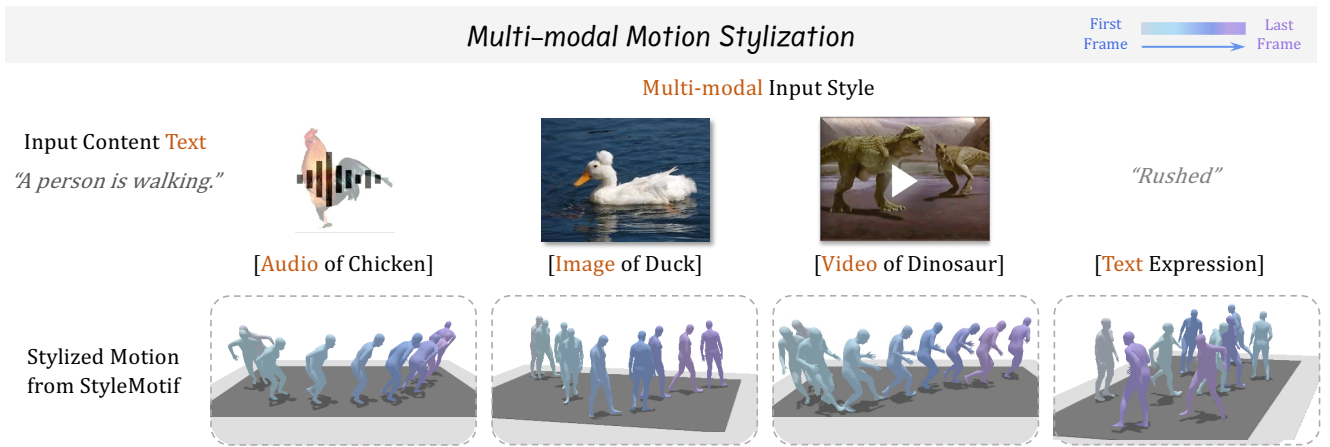 Multi-modal Motion Stylization
First
Frame
Last
Frame
Multi-modal Input Style
Input Content Text
"A person is walking."
"Rushed"
[Audio of Chicken]
[Image of Duck]
[Video of Dinosaur]
[Text Expression]
Stylized Motion
from StyleMotif